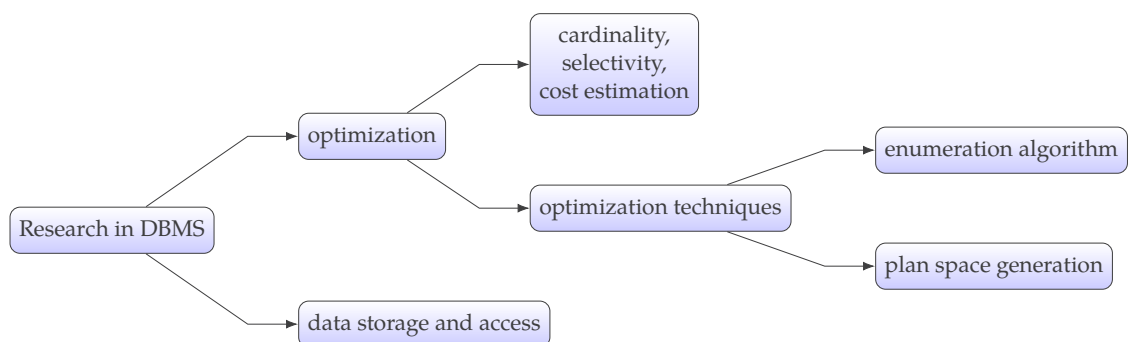 cardinality,
selectivity,
cost estimation
optimization
enumeration algorithm
optimization techniques
Research in DBMS
plan space generation
data storage and access